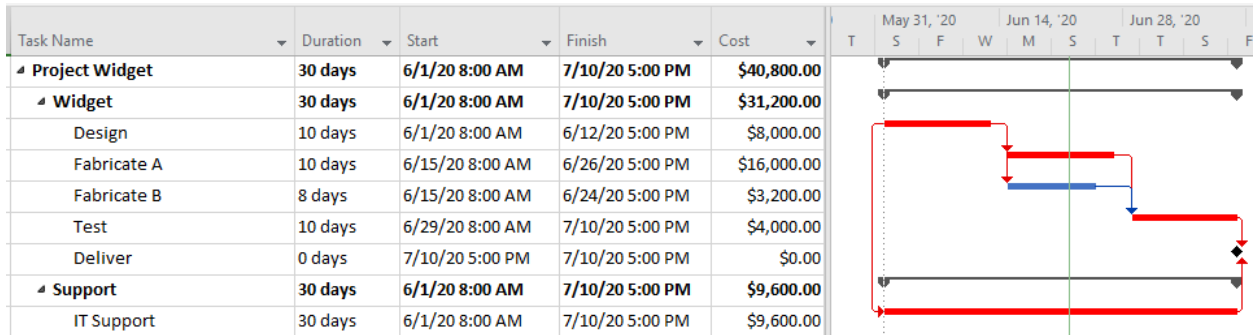 May 31, '20 Jun 14, '20 Jun 28, '20
Task Name Duration Start Finish Cost T S F W M S T T S F
Project Widget 30 days 6/1/20 8:00 AM 7/10/20 5:00 PM $40,800.00
Widget 30 days 6/1/20 8:00 AM 7/10/20 5:00 PM $31,200.00
Design 10 days 6/1/20 8:00 AM 6/12/20 5:00 PM $8,000.00
Fabricate A 10 days 6/15/20 8:00 AM 6/26/20 5:00 PM $16,000.00
Fabricate B 8 days 6/15/20 8:00 AM 6/24/20 5:00 PM $3,200.00
Test 10 days 6/29/20 8:00 AM 7/10/20 5:00 PM $4,000.00
Deliver 0 days 7/10/20 5:00 PM 7/10/20 5:00 PM $0.00
Support 30 days 6/1/20 8:00 AM 7/10/20 5:00 PM $9,600.00
IT Support 30 days 6/1/20 8:00 AM 7/10/20 5:00 PM $9,600.00